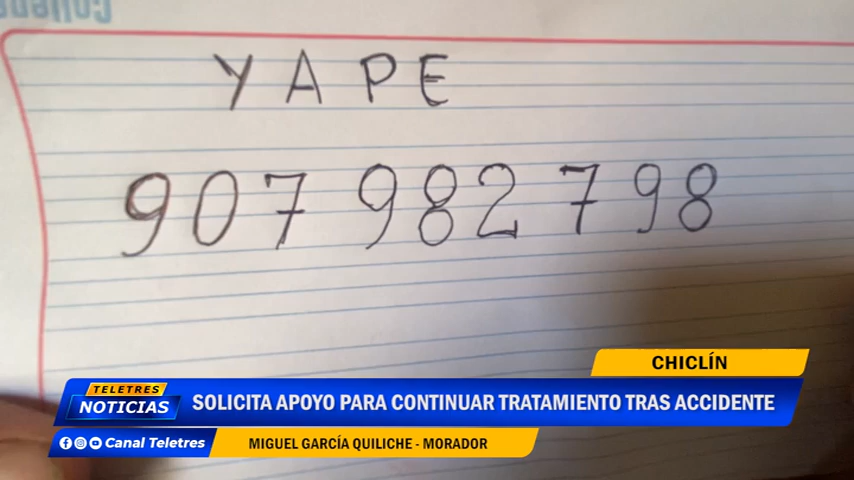 YAPE
907 982 798
CHICLÍN
TELETRES
NOTICIAS
SOLICITA APOYO PARA CONTINUAR TRATAMIENTO TRAS ACCIDENTE
Canal Teletres
MIGUEL GARCÍA QUILICHE - MORADOR